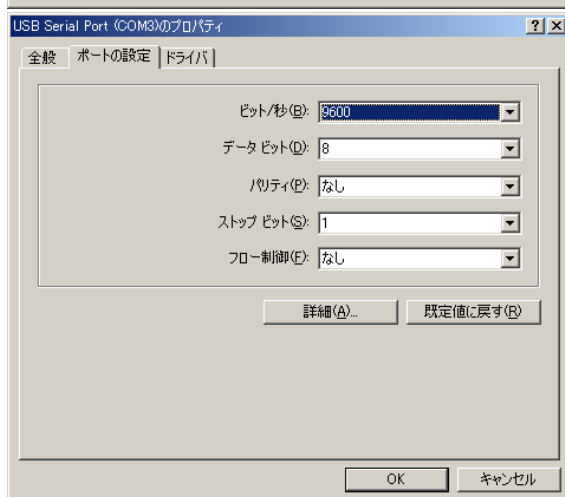 USB Serial Port (COM3)のプロパティ
全般 ポートの設定 ドライバ
ビット/秒(B): 9600
データ ビット(D): 8
パリティ(P): なし
ストップ ビット(S): 1
フロー制御(F): なし
詳細(A)... 既定値に戻す(R)
OK キャンセル